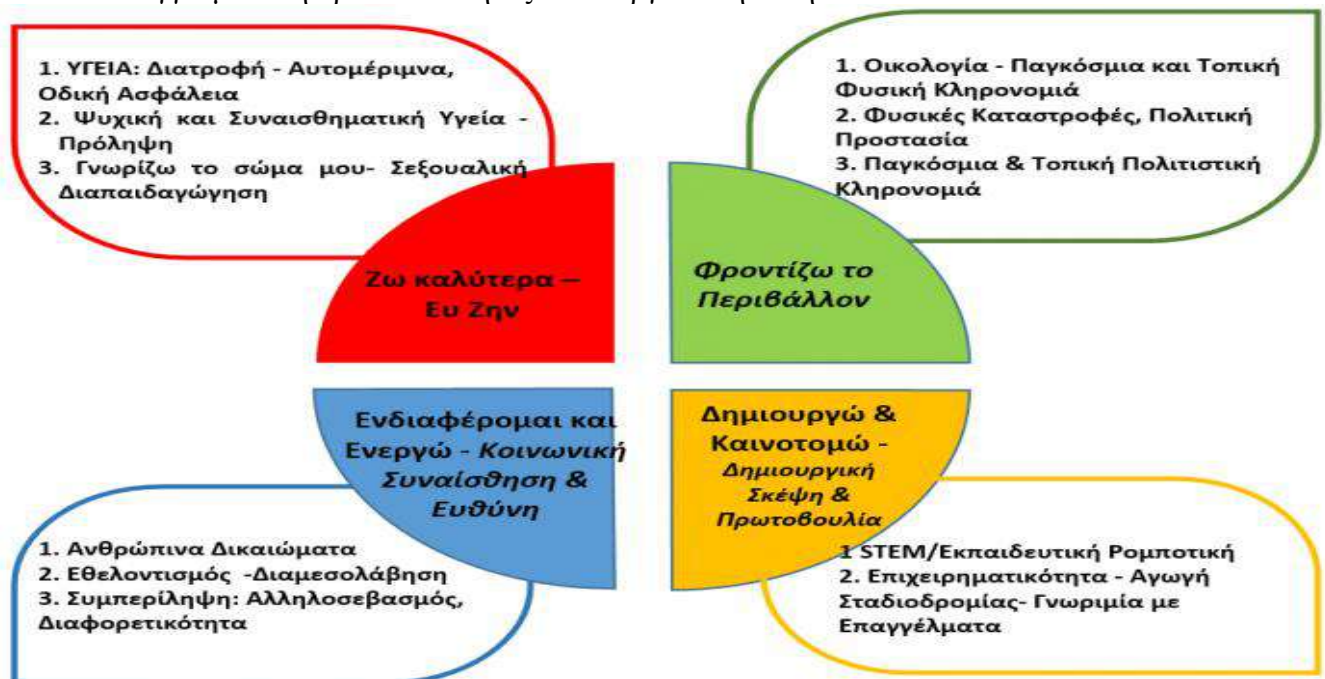 1. ΥΓΕΙΑ: Διατροφή - Αυτομέριμνα,
Οδική Ασφάλεια
2. Ψυχική και Συναισθηματική Υγεία -
Πρόληψη
3. Γνωρίζω το σώμα μου- Σεξουαλική
Διαπαιδαγώγηση
1. Οικολογία - Παγκόσμια και Τοπική
Φυσική Κληρονομιά
2. Φυσικές Καταστροφές, Πολιτική
Προστασία
3. Παγκόσμια & Τοπική Πολιτιστική
Κληρονομιά
Ζω καλύτερα –
Ευ Ζην
Φροντίζω το
Περιβάλλον
Ενδιαφέρομαι και
Ενεργώ - Κοινωνική
Συναίσθηση &
Ευθύνη
Δημιουργώ &
Καινοτομώ -
Δημιουργική
Σκέψη &
Πρωτοβουλία
1. Ανθρώπινα Δικαιώματα
2. Εθελοντισμός -Διαμεσολάβηση
3. Συμπερίληψη: Αλληλοσεβασμός,
Διαφορετικότητα
1 STEM/Εκπαιδευτική Ρομποτική
2. Επιχειρηματικότητα - Αγωγή
Σταδιοδρομίας- Γνωριμία με
Επαγγέλματα